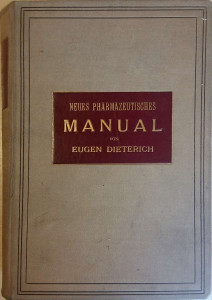 NEUES PHARMAZEUTISCHES
MANUAL
VON
EUGEN DIETERICH